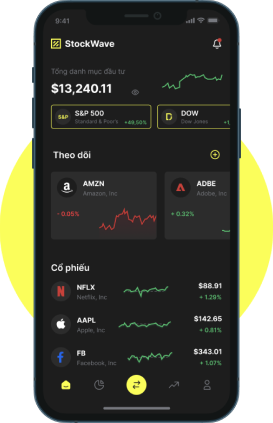 9:41
StockWave
Tổng danh mục đầu tư
$13,240.11
S&P
S&P 500
Standard & Poor's
+49,50%
D
DOW
Dow Jones
Theo dõi
a
AMZN
Amazon, Inc
- 0.05%
ADBE
Adobe, Inc
+ 0.32%
Cổ phiếu
N
NFLX
Netflix, Inc
$88.91
+ 1.29%
AAPL
Apple, Inc
$142.65
+ 0.81%
f
FB
Facebook, Inc
$343.01
+ 1.07%